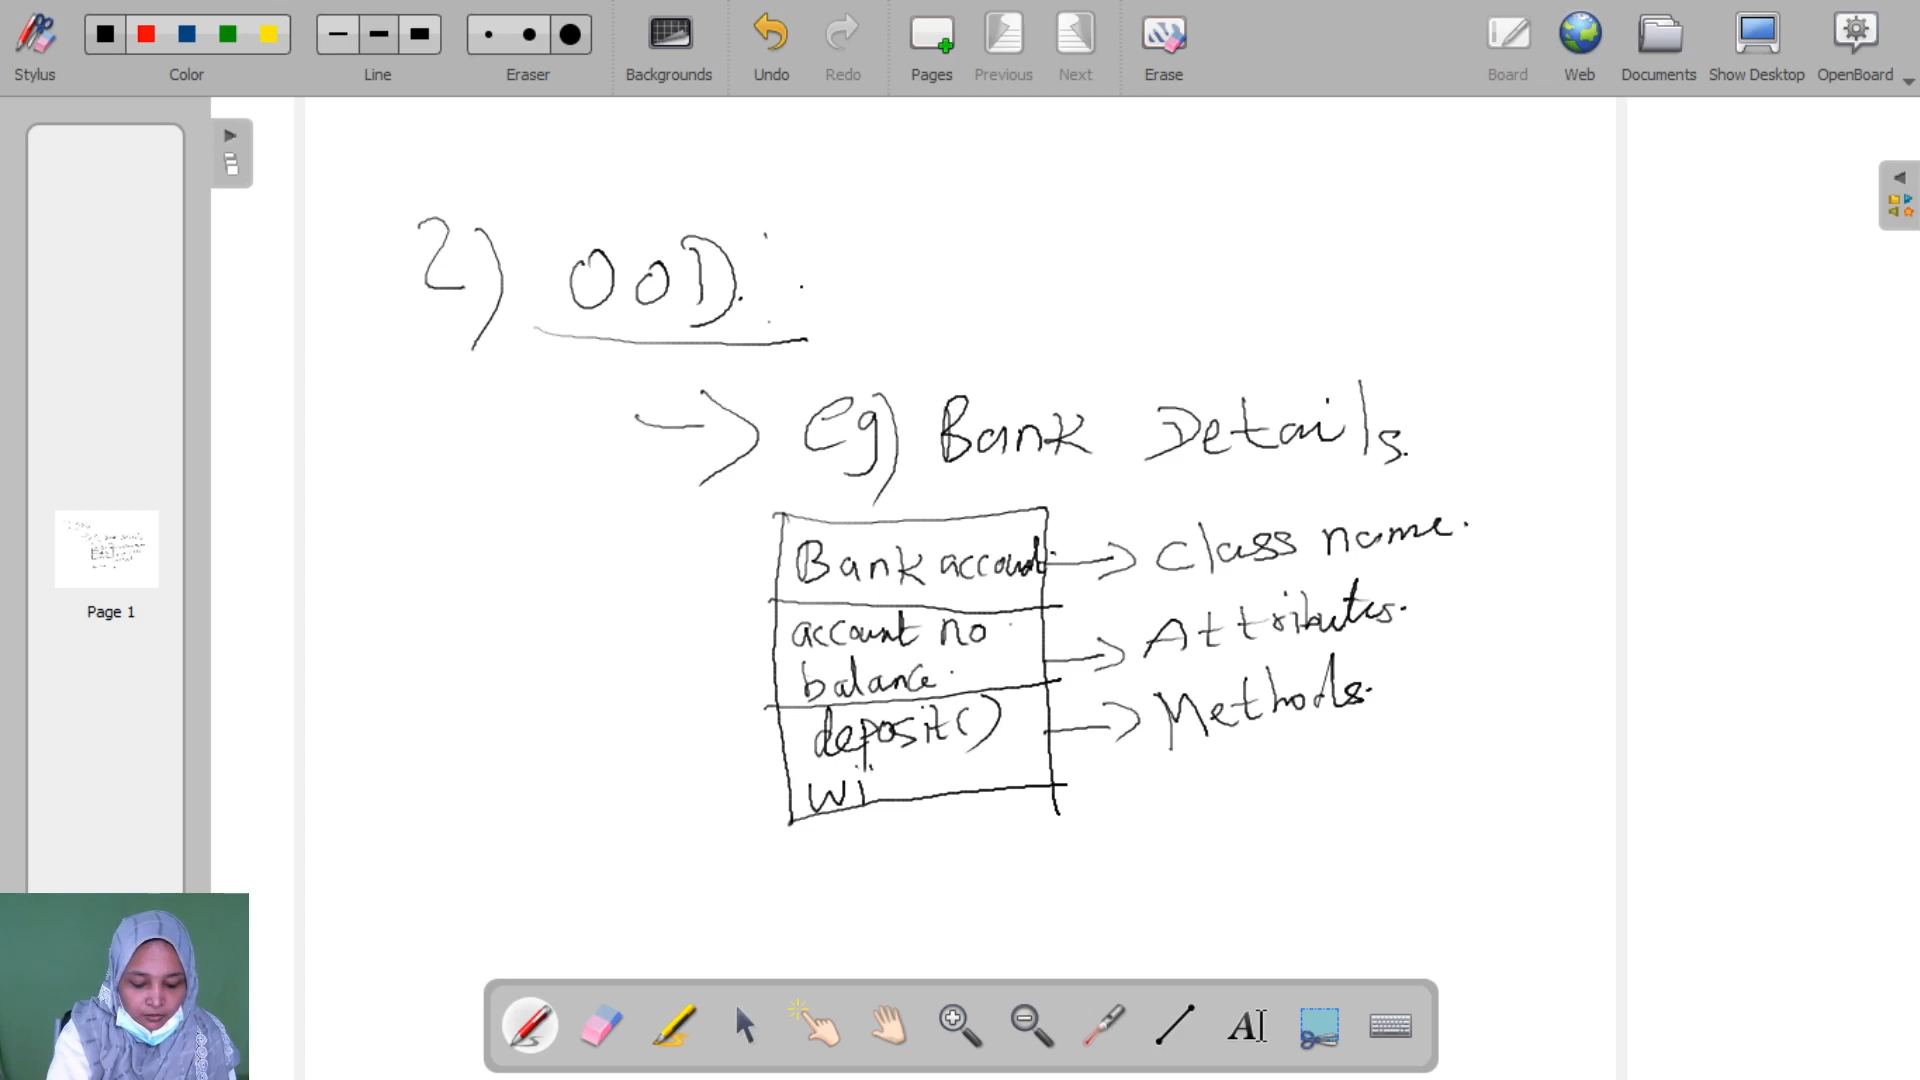 Stylus
Color
Line
Eraser
Backgrounds
Undo
Redo
Pages
Previous
Next
Erase
Board
Web
Documents
Show Desktop
OpenBoard
Page 1
2) OOD:
→ Eg) Bank Details.
Bank account → Class name.
account no
balance. → Attributes.
deposit() → Methods.
wi